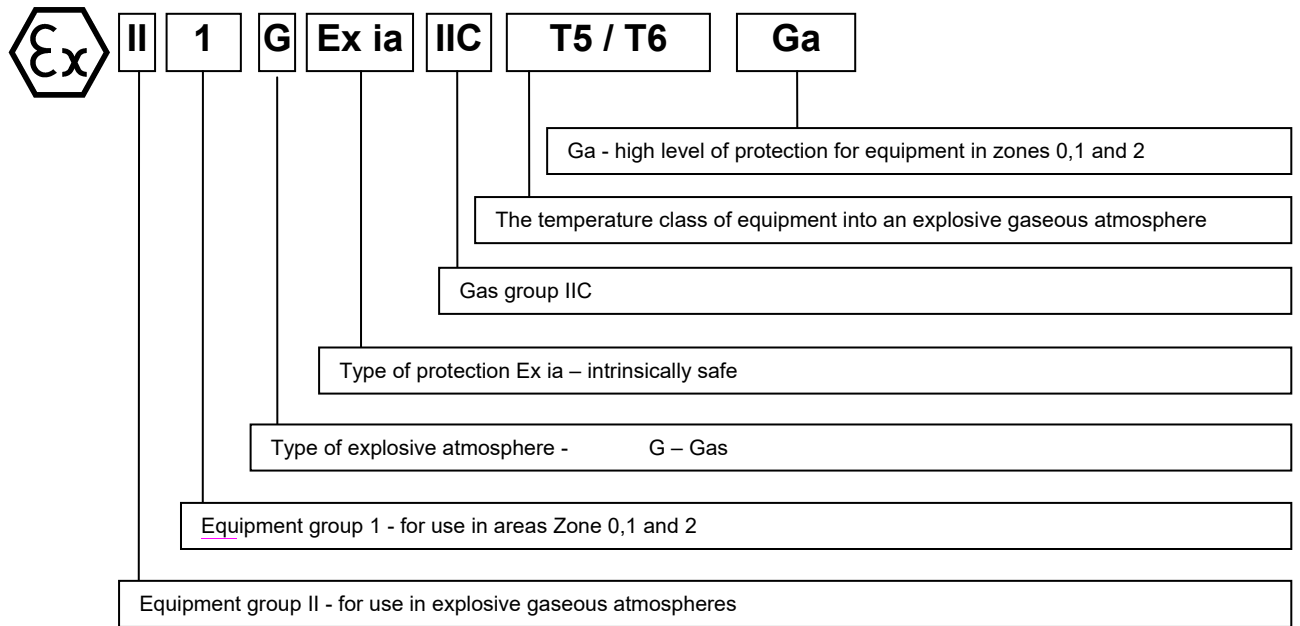 Ex II 1 G Ex ia IIC T5 / T6 Ga
Ga - high level of protection for equipment in zones 0,1 and 2
The temperature class of equipment into an explosive gaseous atmosphere
Gas group IIC
Type of protection Ex ia – intrinsically safe
Type of explosive atmosphere - G – Gas
Equipment group 1 - for use in areas Zone 0,1 and 2
Equipment group II - for use in explosive gaseous atmospheres